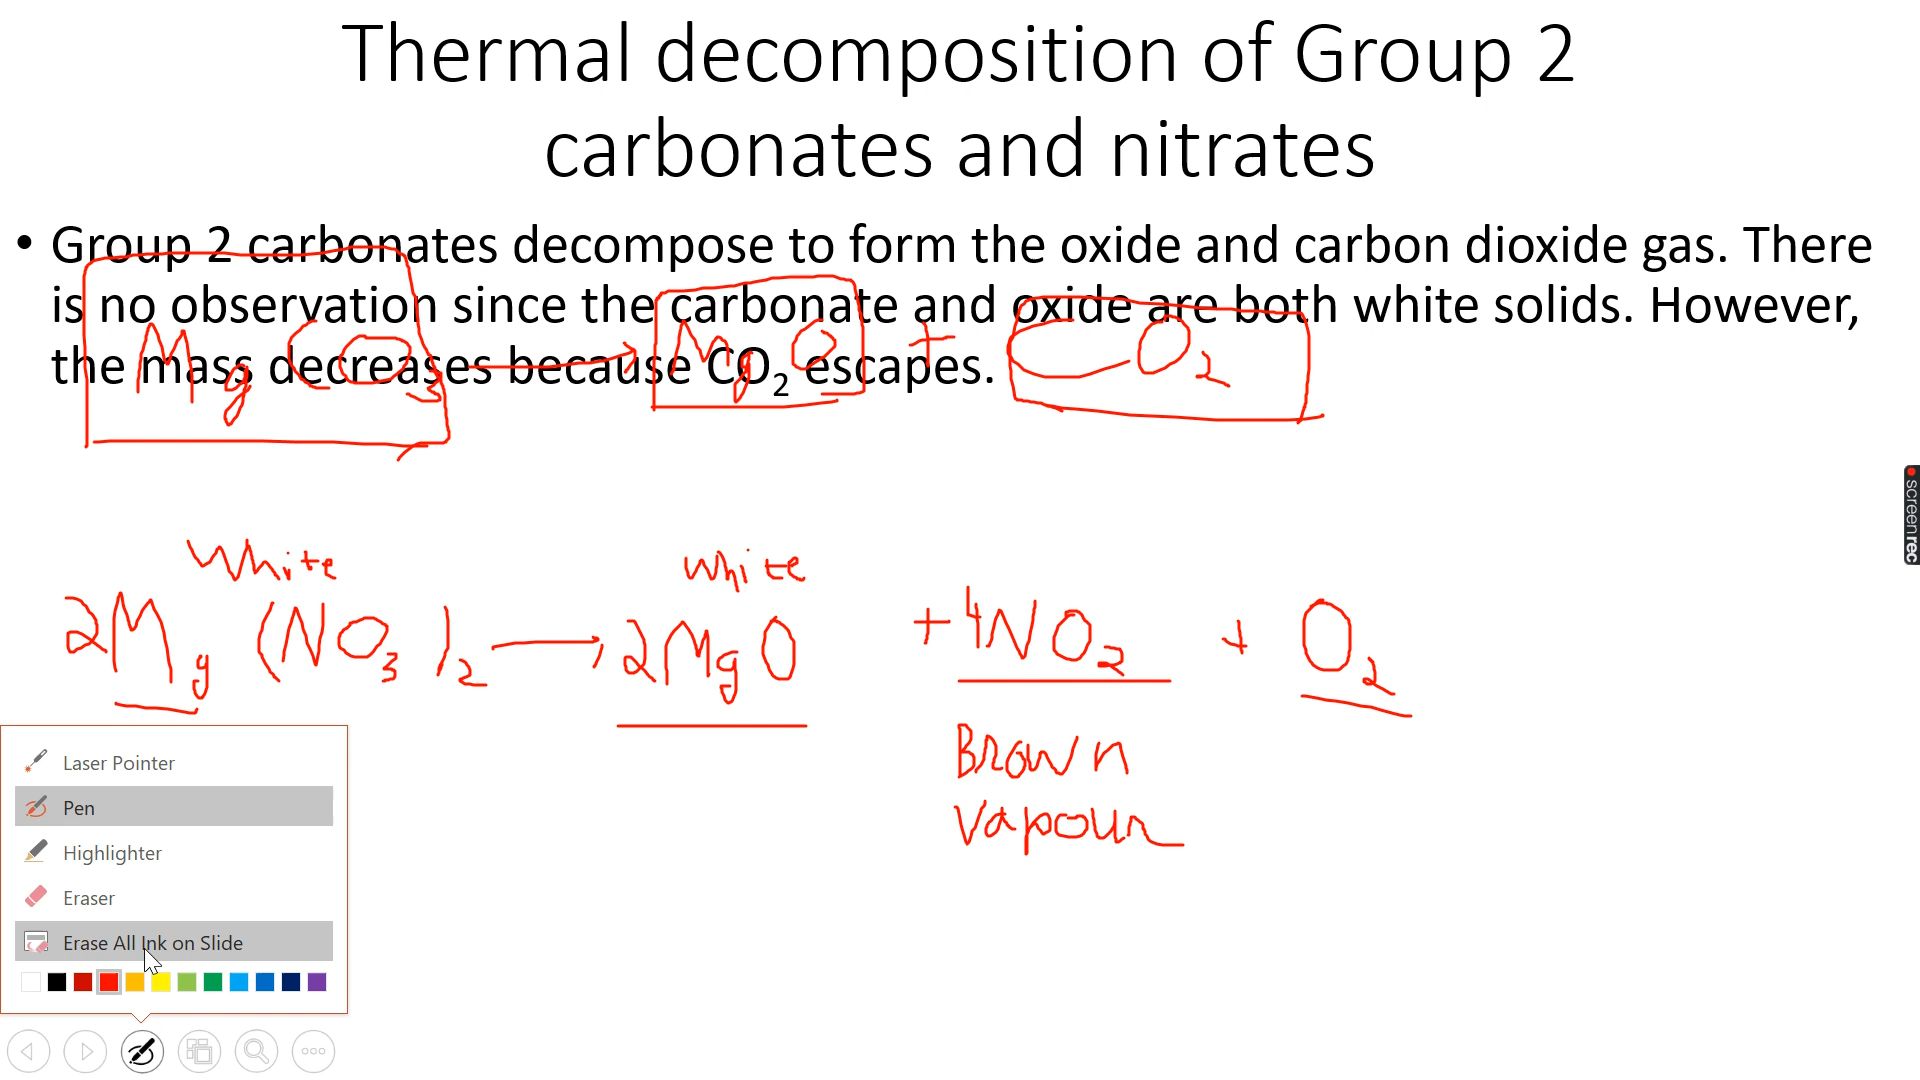 Thermal decomposition of Group 2
carbonates and nitrates
• Group 2 carbonates decompose to form the oxide and carbon dioxide gas. There
is no observation since the carbonate and oxide are both white solids. However,
the mass decreases because CO₂ escapes.
MgCO₃ → MgO + CO₂
White white
2Mg(NO₃)₂ → 2MgO + 4NO₂ + O₂
Brown
Vapour
Laser Pointer
Pen
Highlighter
Eraser
Erase All Ink on Slide
screenrec